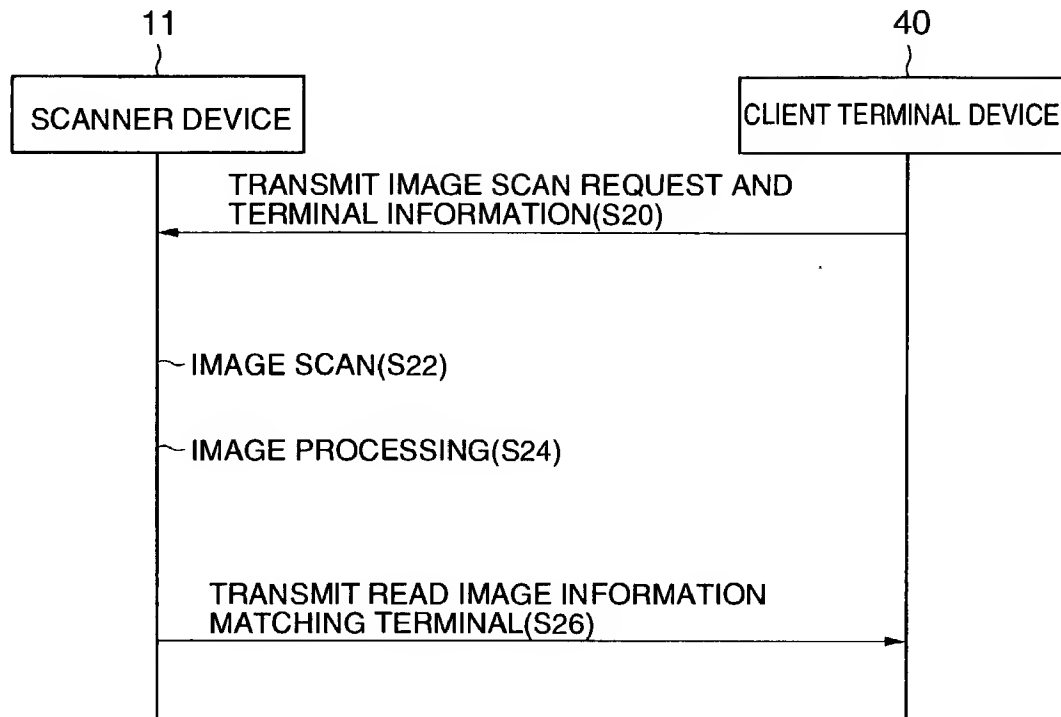 11
40
SCANNER DEVICE
CLIENT TERMINAL DEVICE
TRANSMIT IMAGE SCAN REQUEST AND
TERMINAL INFORMATION(S20)
IMAGE SCAN(S22)
IMAGE PROCESSING(S24)
TRANSMIT READ IMAGE INFORMATION
MATCHING TERMINAL(S26)